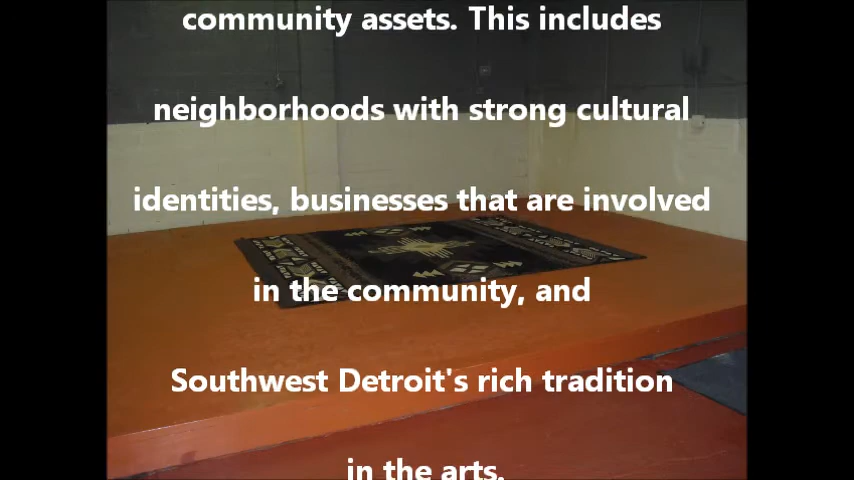 community assets. This includes
neighborhoods with strong cultural
identities, businesses that are involved
in the community, and
Southwest Detroit's rich tradition
in the arts.